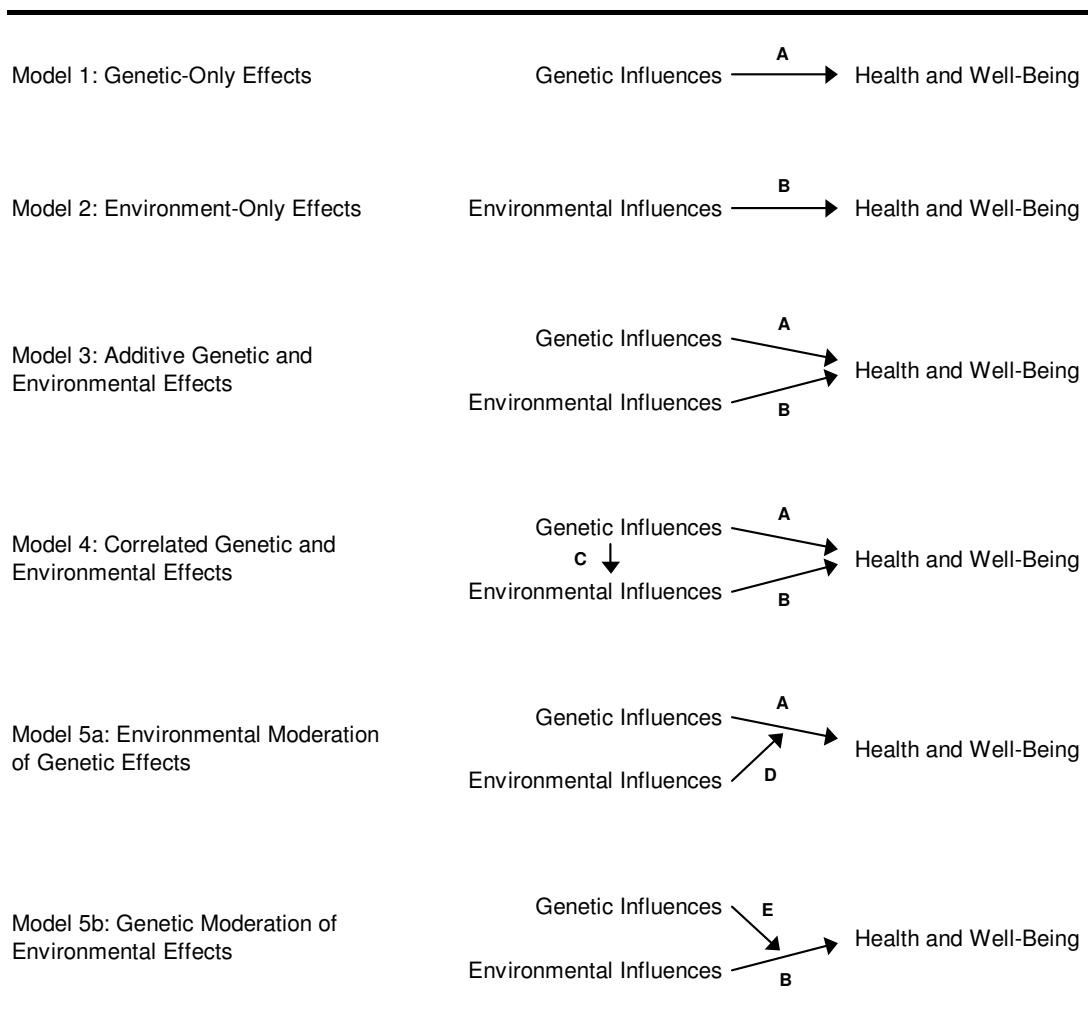 A
Model 1: Genetic-Only Effects Genetic Influences Health and Well-Being
B
Model 2: Environment-Only Effects Environmental Influences Health and Well-Being
A
Genetic Influences
Model 3: Additive Genetic and
Health and Well-Being
Environmental Effects
Environmental Influences
B
A
Genetic Influences
Model 4: Correlated Genetic and
C
Health and Well-Being
Environmental Effects
Environmental Influences
B
A
Genetic Influences
Model 5a: Environmental Moderation
Health and Well-Being
of Genetic Effects
D
Environmental Influences
Genetic Influences
E
Model 5b: Genetic Moderation of
Health and Well-Being
Environmental Effects
Environmental Influences
B